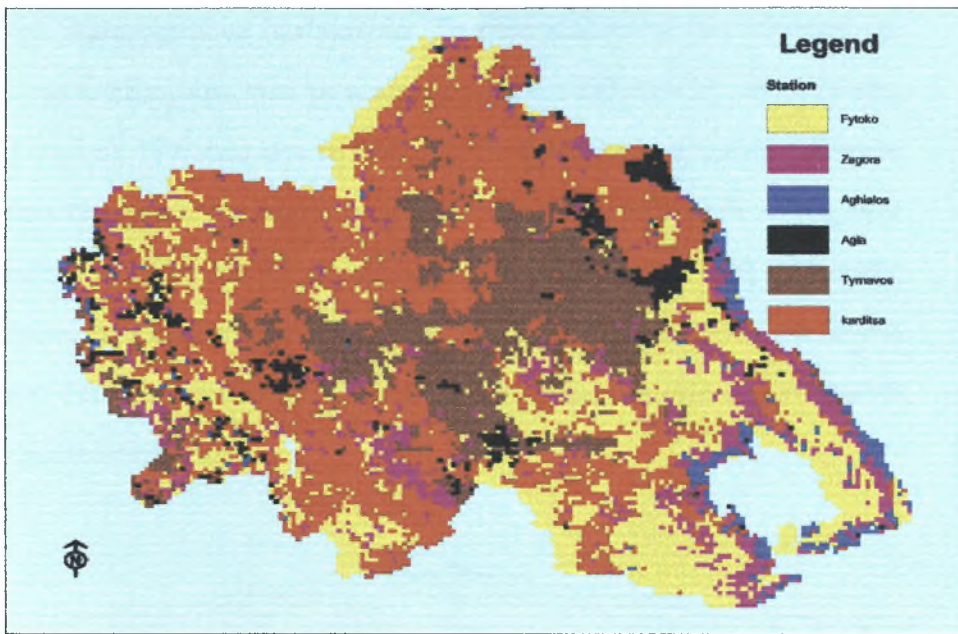 Legend
Station
Fytoko
Zagora
Aghialos
Agia
Tyrnavos
karditsa
N